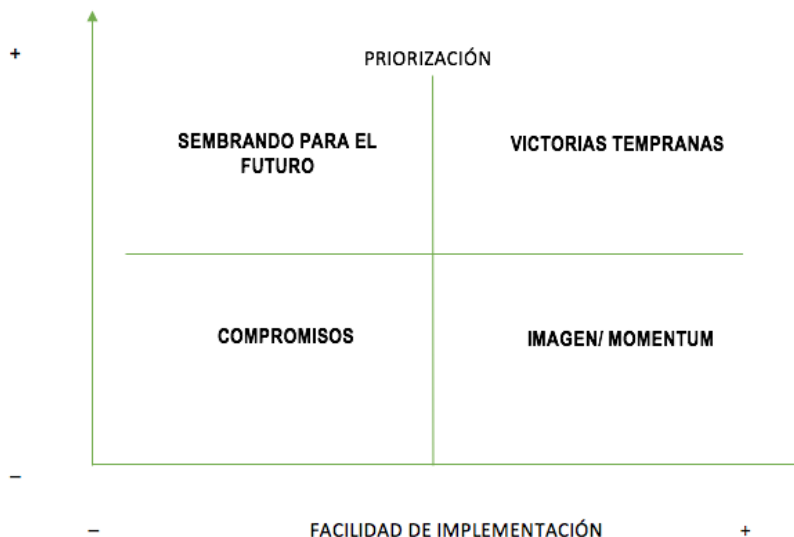 +
PRIORIZACIÓN
SEMBRANDO PARA EL
FUTURO
VICTORIAS TEMPRANAS
COMPROMISOS
IMAGEN/ MOMENTUM
–
– FACILIDAD DE IMPLEMENTACIÓN +